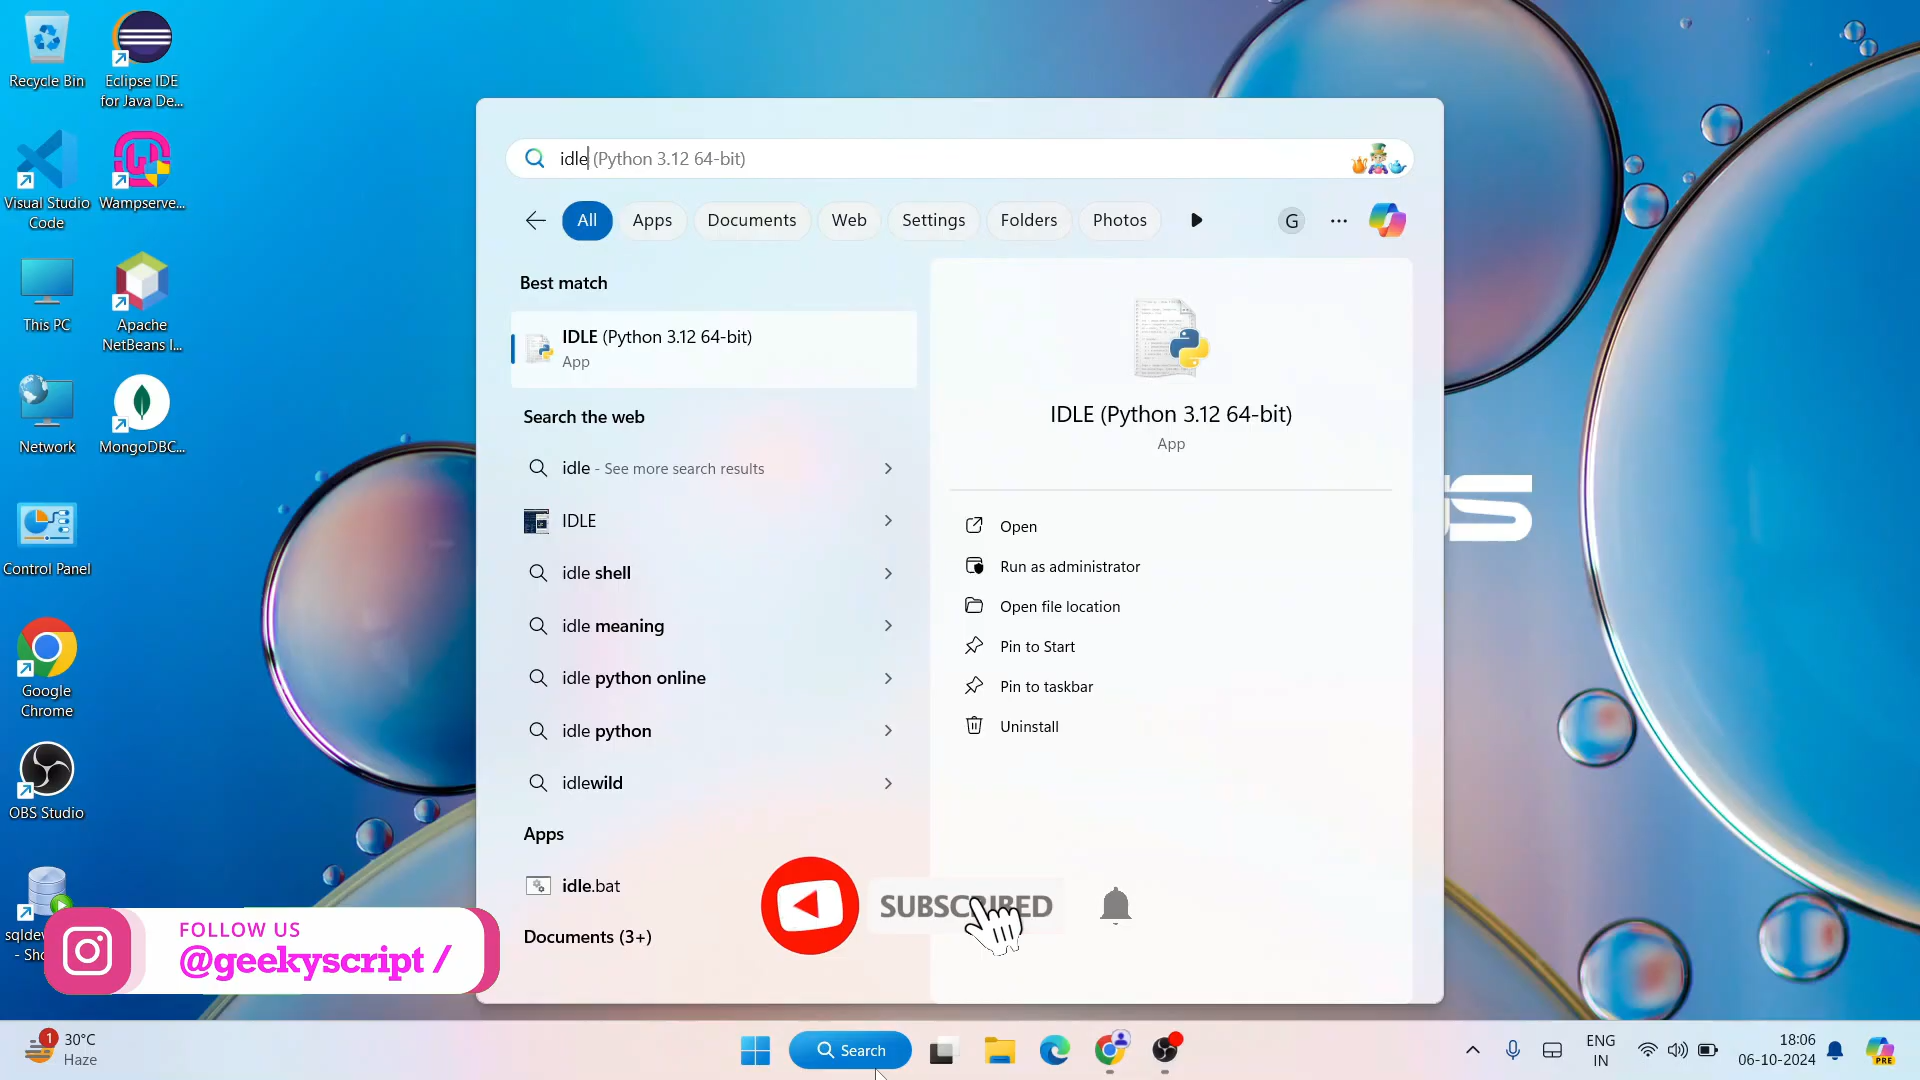 Recycle Bin
Eclipse IDE
for Java De...
Visual Studio
Code
Wampserve...
This PC
Apache
NetBeans I...
Network
MongoDBC...
Control Panel
Google
Chrome
OBS Studio
sqldev
- Sho
idle (Python 3.12 64-bit)
All
Apps
Documents
Web
Settings
Folders
Photos
G
Best match
IDLE (Python 3.12 64-bit)
App
Search the web
idle - See more search results
IDLE
idle shell
idle meaning
idle python online
idle python
idlewild
Apps
idle.bat
Documents (3+)
IDLE (Python 3.12 64-bit)
App
Open
Run as administrator
Open file location
Pin to Start
Pin to taskbar
Uninstall
SUBSCRIBED
FOLLOW US
@geekyscript /
1
30°C
Haze
Search
ENG
IN
18:06
06-10-2024
PRE